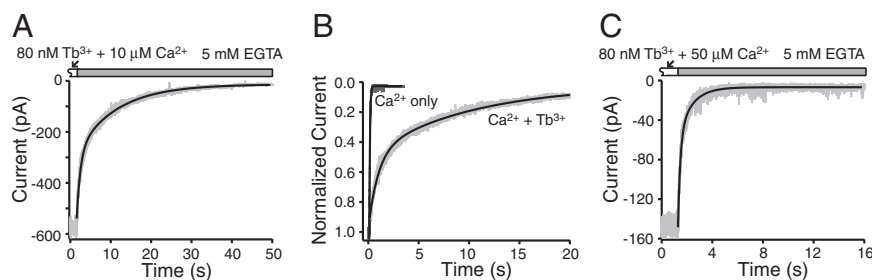 A
80 nM Tb³⁺ + 10 μM Ca²⁺ 5 mM EGTA
0
-200
-400
-600
Current (pA)
0 10 20 30 40 50
Time (s)
B
0.0
.2
0.4
0.6
0.8
1.0
Normalized Current
Ca²⁺ only
Ca²⁺ + Tb³⁺
0 5 10 15 20
Time (s)
C
80 nM Tb³⁺ + 50 μM Ca²⁺ 5 mM EGTA
0
-40
-80
-120
-160
Current (pA)
0 4 8 12 16
Time (s)